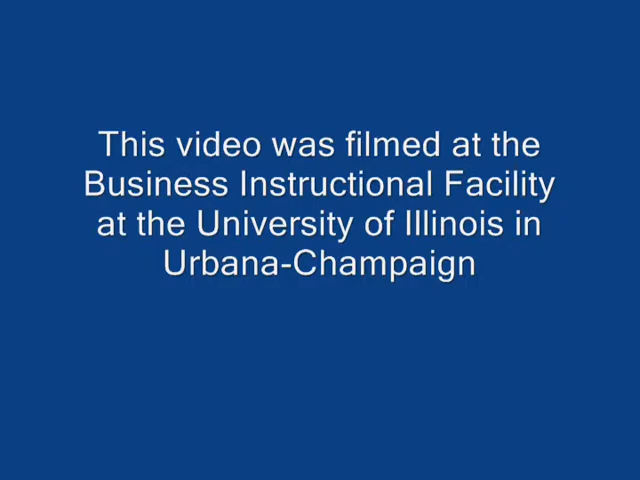 This video was filmed at the
Business Instructional Facility
at the University of Illinois in
Urbana-Champaign